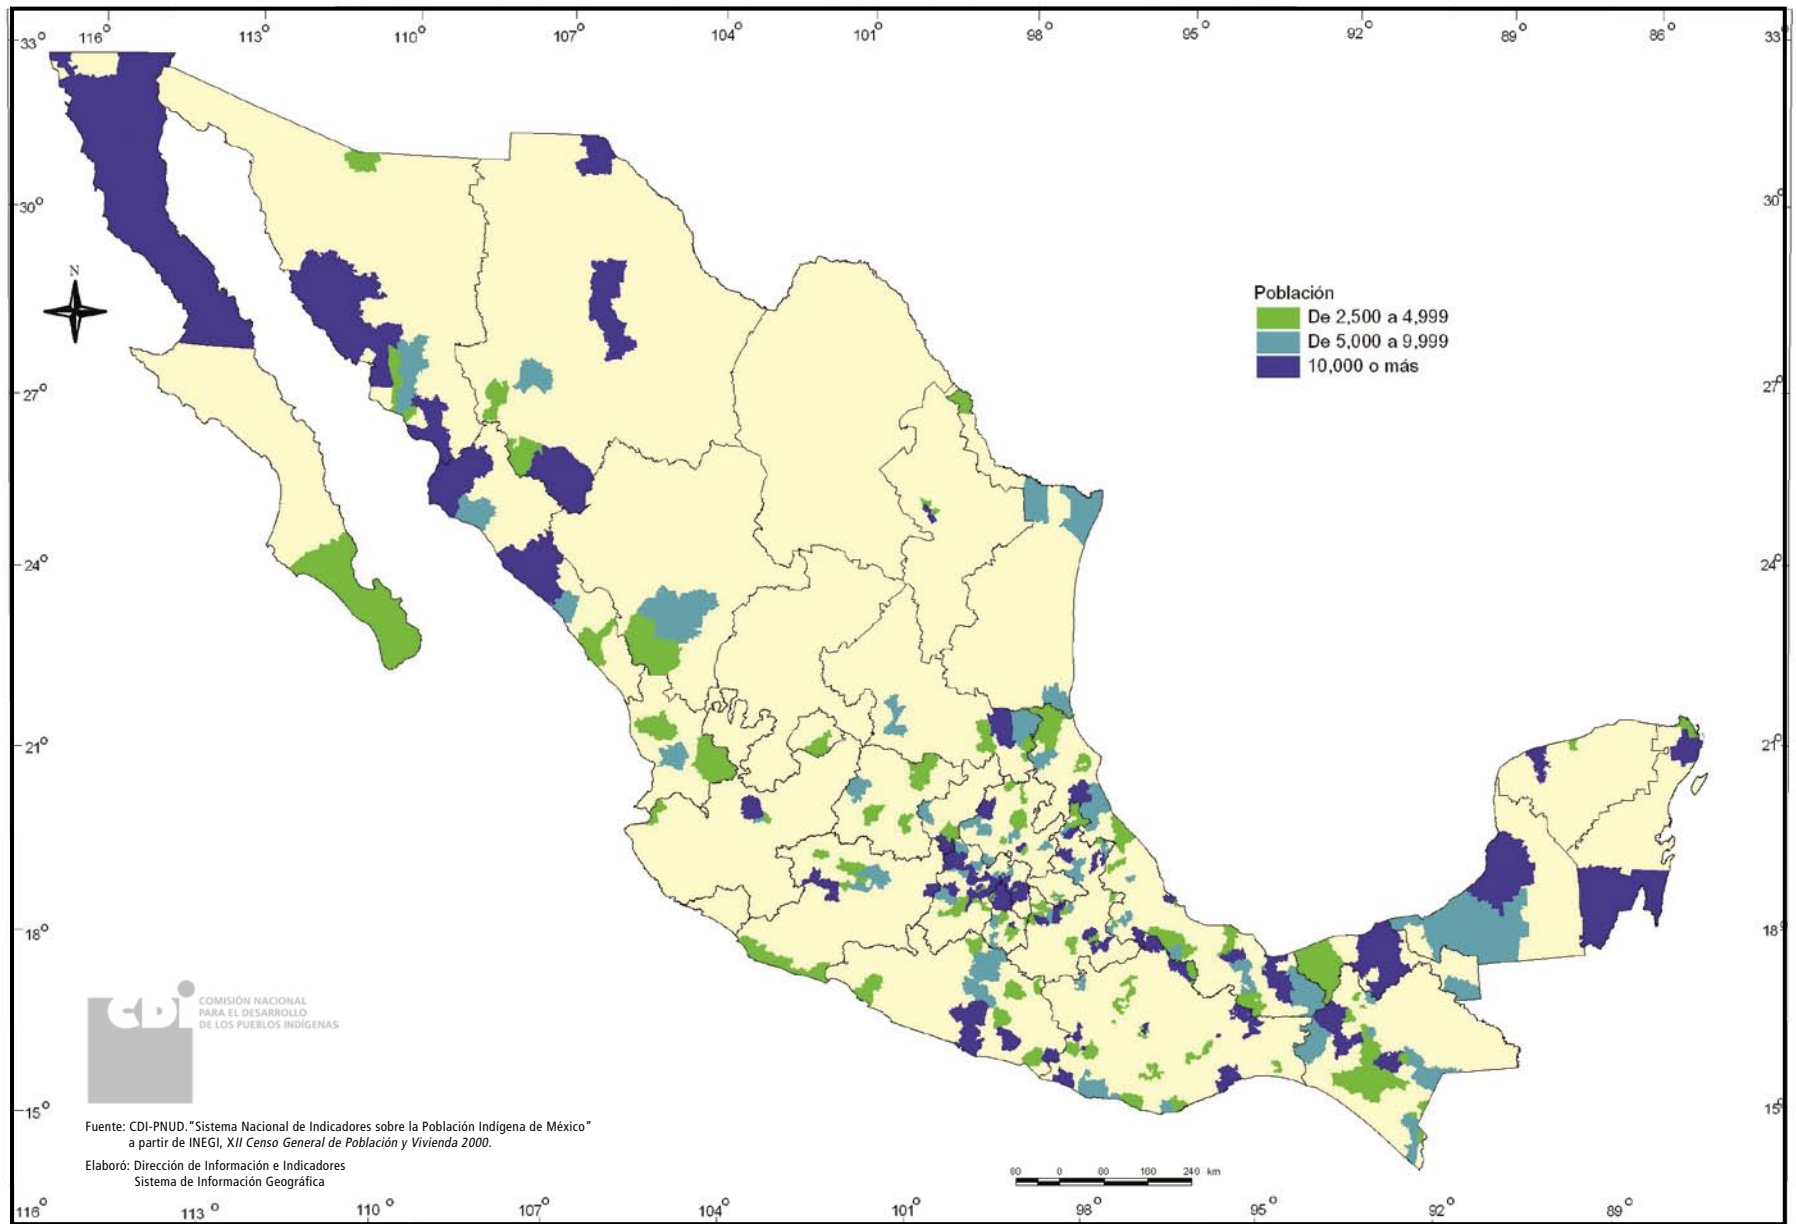 116° 113° 110° 107° 104° 101° 98° 95° 92° 89° 86°
33° 33
30° 30°
N
Población
De 2,500 a 4,999
De 5,000 a 9,999
10,000 o más
27° 27°
24° 24°
21° 21°
18° 18°
CDI
COMISIÓN NACIONAL
PARA EL DESARROLLO
DE LOS PUEBLOS INDÍGENAS
15° 15°
Fuente: CDI-PNUD. "Sistema Nacional de Indicadores sobre la Población Indígena de México"
a partir de INEGI, XII Censo General de Población y Vivienda 2000.
Elaboró: Dirección de Información e Indicadores
Sistema de Información Geográfica
80 0 80 160 240 km
116° 113° 110° 107° 104° 101° 98° 95° 92° 89°